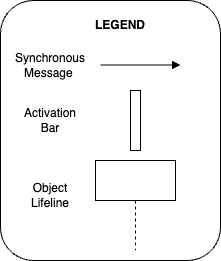 LEGEND
Synchronous
Message
Activation
Bar
Object
Lifeline